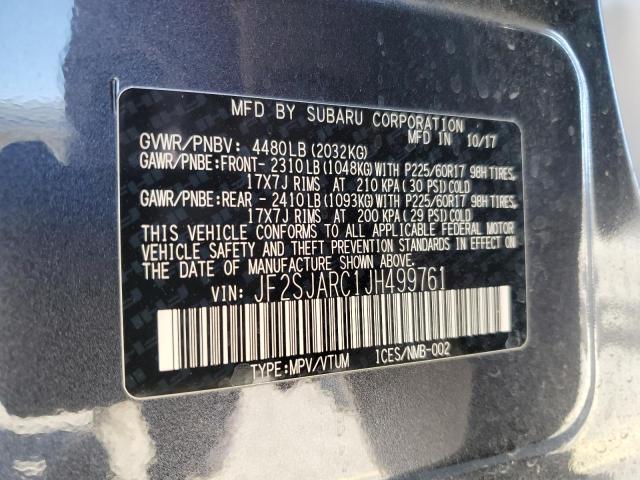 MFD BY SUBARU CORPORATION
MFD IN 10/17
GVWR/PNBV: 4480LB(2032KG)
GAWR/PNBE:FRONT- 2310LB(1048KG)WITH P225/60R17 98H TIRES,
17X7J RIMS AT 210 KPA(30 PSI)COLD
GAWR/PNBE:REAR - 2410LB(1093KG)WITH P225/60R17 98H TIRES,
17X7J RIMS AT 200 KPA(29 PSI)COLD
THIS VEHICLE CONFORMS TO ALL APPLICABLE FEDERAL MOTOR
VEHICLE SAFETY AND THEFT PREVENTION STANDARDS IN EFFECT ON
THE DATE OF MANUFACTURE SHOWN ABOVE.
VIN: JF2SJARC1JH499761
TYPE:MPV/VTUM ICES/NMB-002